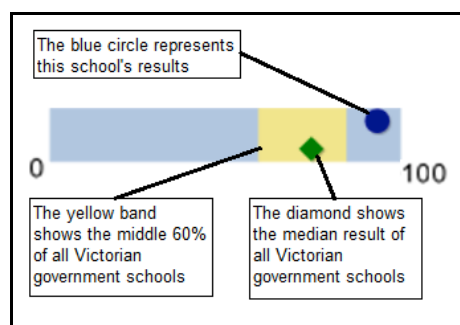 The blue circle represents
this school's results
0
100
The yellow band
shows the middle 60%
of all Victorian
government schools
The diamond shows
the median result of
all Victorian
government schools